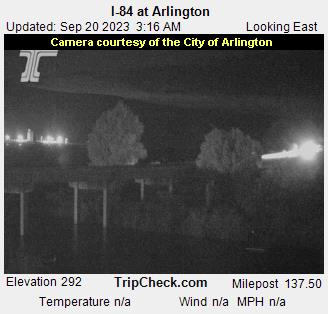 I-84 at Arlington
Updated: Sep 20 2023 3:16 AM Looking East
Camera courtesy of the City of Arlington
Elevation 292 TripCheck.com Milepost 137.50
Temperature n/a Wind n/a MPH n/a